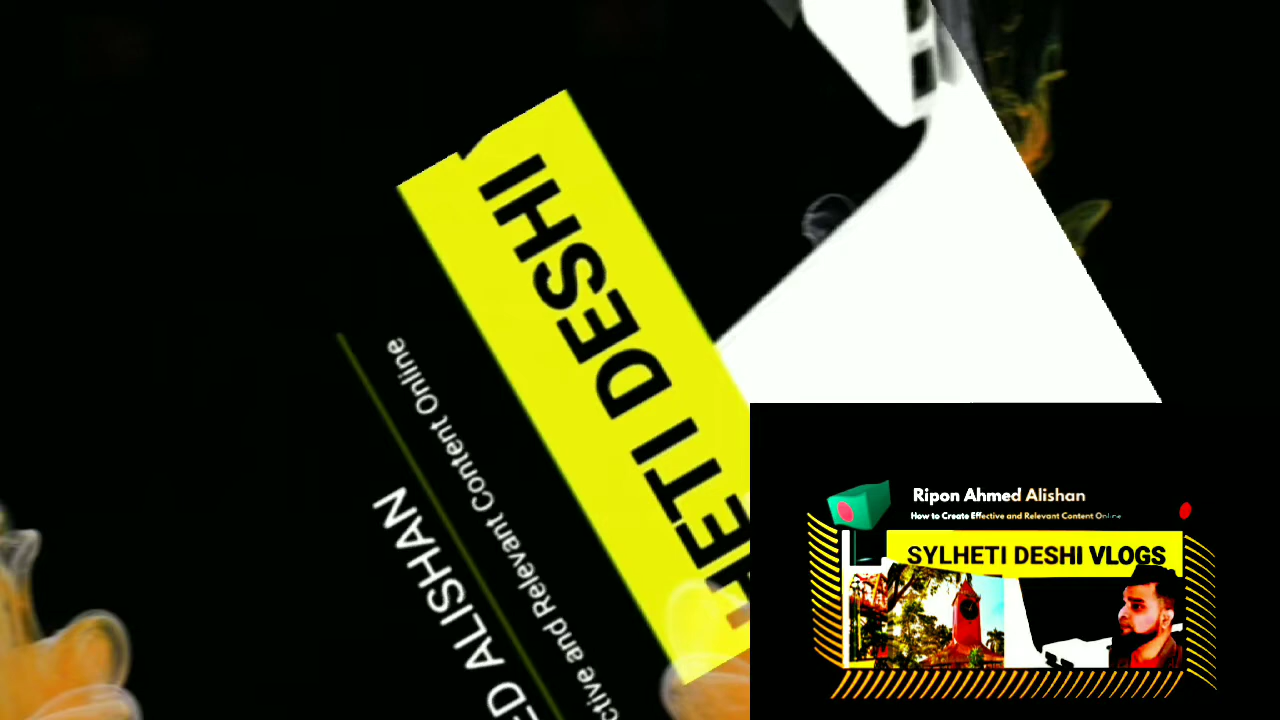 HETI DESHI
ctive and Relevant Content Online
ED ALISHAN
Ripon Ahmed Alishan
How to Create Effective and Relevant Content Online
SYLHETI DESHI VLOGS